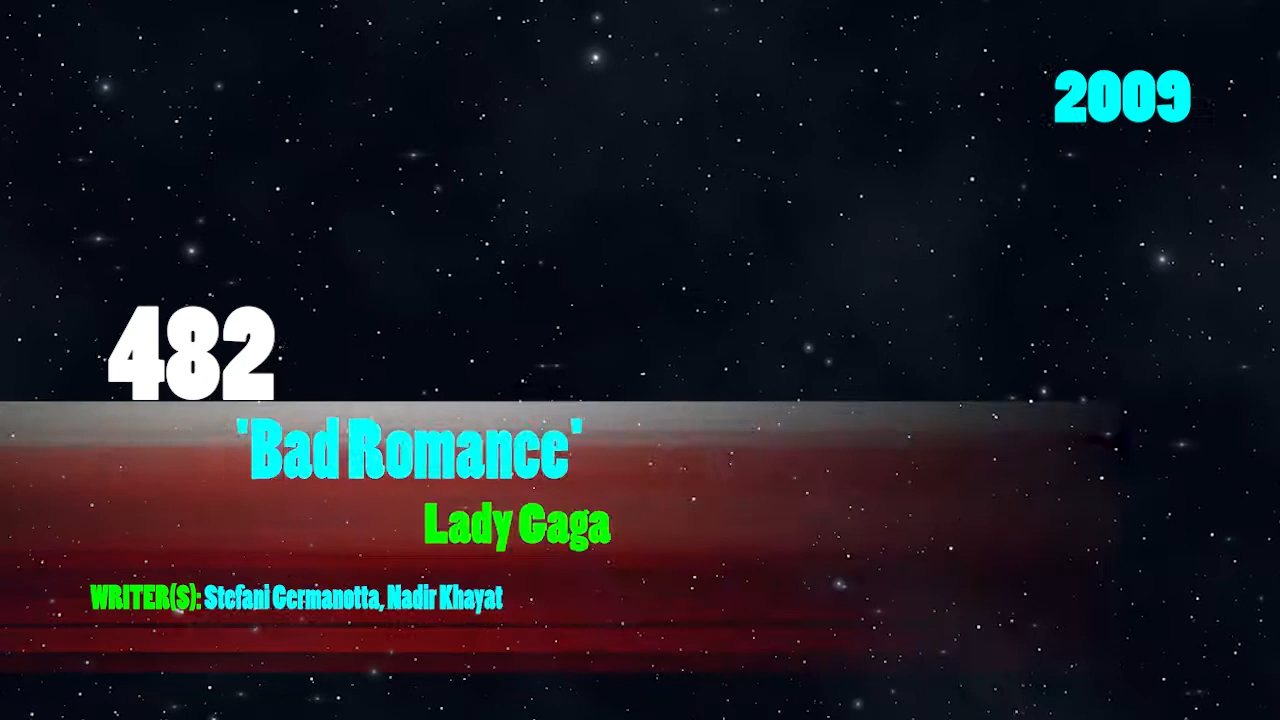 2009
482
'Bad Romance'
Lady Gaga
WRITER(S): Stefani Germanotta, Nadir Khayat